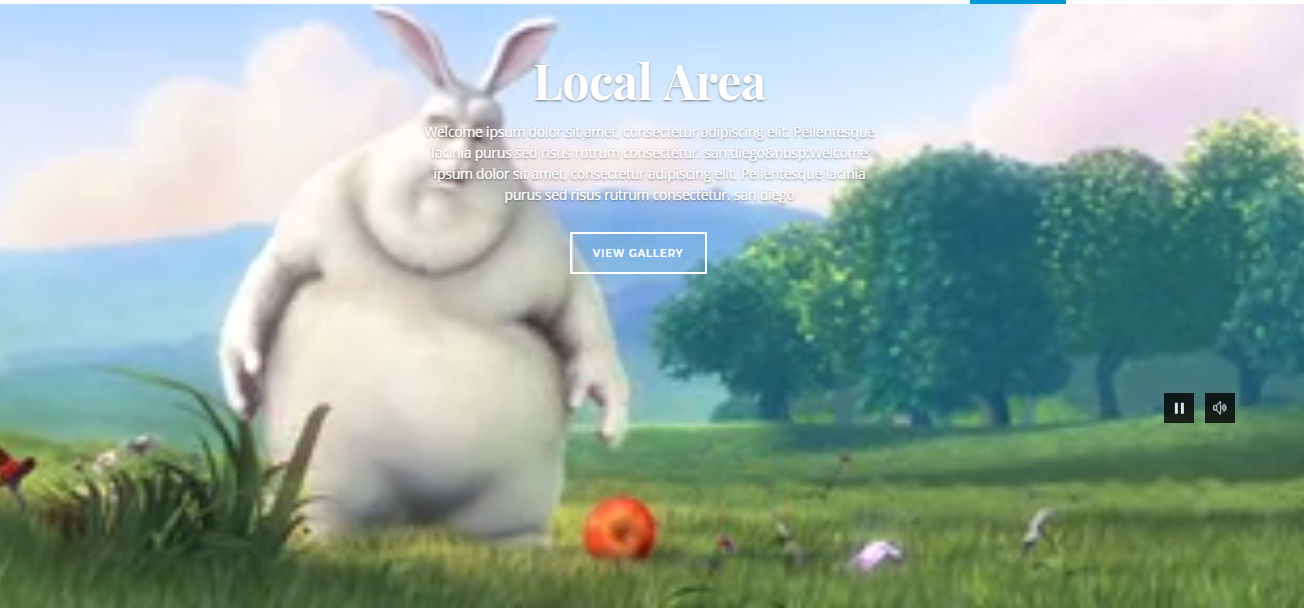 Local Area
Welcome ipsum dolor sit amet, consectetur adipiscing elit. Pellentesque
lacinia purus sed risus rutrum consectetur. san diego&nbsp;Welcome
ipsum dolor sit amet, consectetur adipiscing elit. Pellentesque lacinia
purus sed risus rutrum consectetur. san diego
VIEW GALLERY